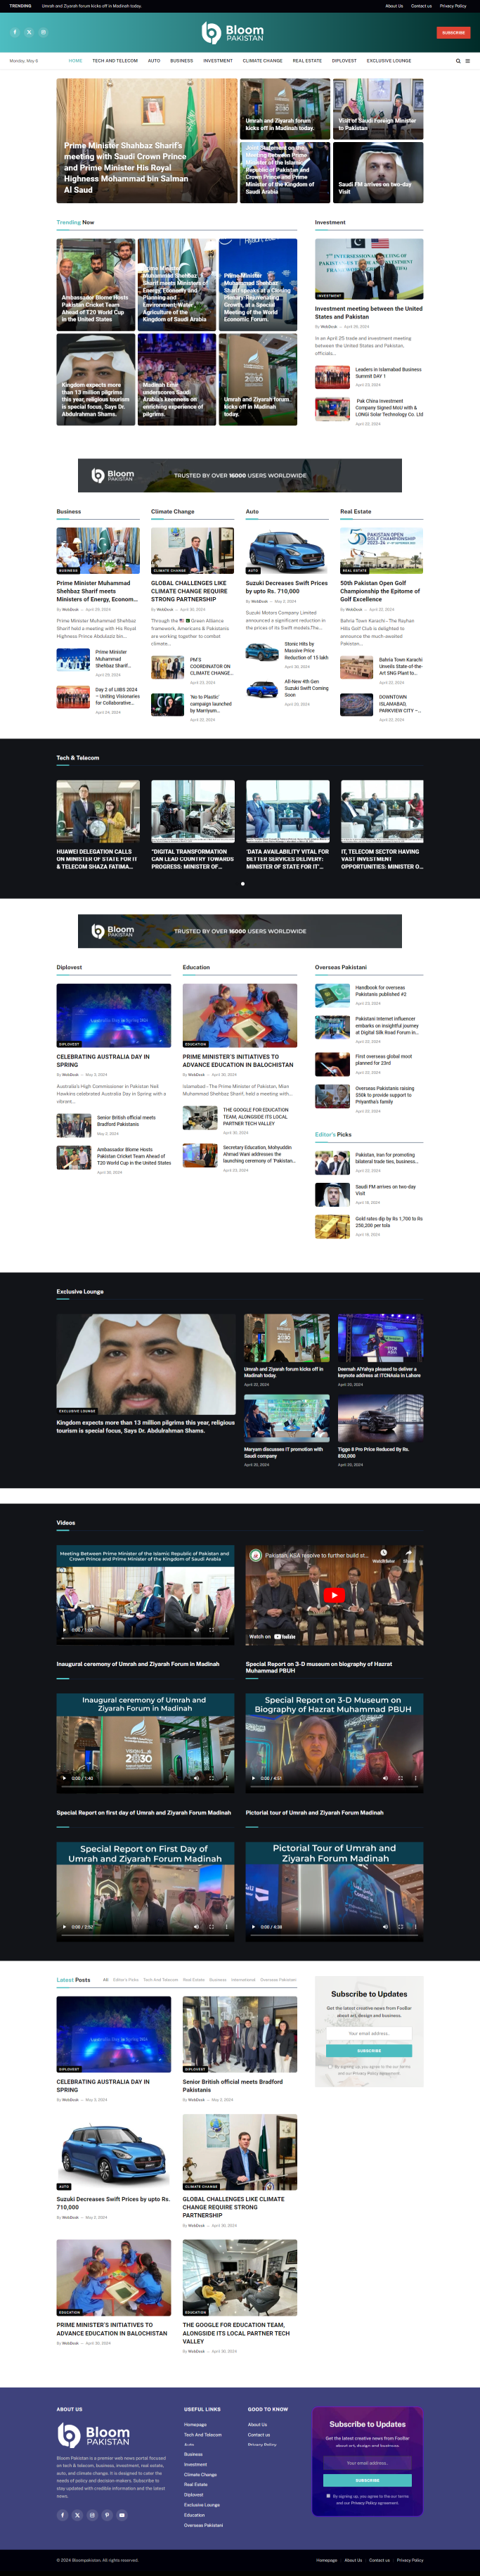 TRENDING Umrah and Ziyarah forum kicks off in Madinah today.
About Us Contact us Privacy Policy
Bloom
PAKISTAN
SUBSCRIBE
Monday, May 6
HOME TECH AND TELECOM AUTO BUSINESS INVESTMENT CLIMATE CHANGE REAL ESTATE DIPLOVEST EXCLUSIVE LOUNGE
Prime Minister Shahbaz Sharif's
meeting with Saudi Crown Prince
and Prime Minister His Royal
Highness Mohammad bin Salman
Al Saud
Umrah and Ziyarah forum
kicks off in Madinah today.
Visit of Saudi Foreign Minister
to Pakistan
Joint Statement on the
Meeting Between Prime
Minister of the Islamic
Republic of Pakistan and
Crown Prince and Prime
Minister of the Kingdom of
Saudi Arabia
Saudi FM arrives on two-day
Visit
Trending Now
Ambassador Blome Hosts
Pakistan Cricket Team
Ahead of T20 World Cup
in the United States
Prime Minister
Muhammad Shehbaz
Sharif meets Ministers of
Energy, Economy and
Planning and
Environment, Water
Agriculture of the
Kingdom of Saudi Arabia
Prime Minister
Muhammad Shehbaz
Sharif speaks at a Closing
Plenary: Rejuvenating
Growth, at a Special
Meeting of the World
Economic Forum.
Kingdom expects more
than 13 million pilgrims
this year, religious tourism
is special focus, Says Dr.
Abdulrahman Shams.
Madinah Emir
underscores Saudi
Arabia's keenness on
enriching experience of
pilgrims.
Umrah and Ziyarah forum
kicks off in Madinah
today.
Investment
INVESTMENT
Investment meeting between the United
States and Pakistan
By WebDesk – April 26, 2024
In an April 25 trade and investment
meeting between the
United States and Pakistan,
officials…
Leaders in Islamabad Business
Summit DAY 1
April 23, 2024
Pak China Investment
Company Signed MoU with &
LONGi Solar Technology Co. Ltd
April 22, 2024
Bloom
PAKISTAN
TRUSTED BY OVER 16000 USERS WORLDWIDE
Business
BUSINESS
Prime Minister Muhammad
Shehbaz Sharif meets
Ministers of Energy, Econom…
By WebDesk – April 29, 2024
Prime Minister Muhammad Shehbaz
Sharif held a meeting with His Royal
Highness Prince Abdulaziz bin…
Prime Minister
Muhammad
Shehbaz Sharif…
April 29, 2024
Day 2 of LIIBS 2024
– Uniting Visionaries
for Collaborative…
April 24, 2024
Climate Change
CLIMATE CHANGE
GLOBAL CHALLENGES LIKE
CLIMATE CHANGE REQUIRE
STRONG PARTNERSHIP
By WebDesk – April 30, 2024
Green Alliance
framework, Americans & Pakistanis
are working together to combat
climate…
PM'S
COORDINATOR ON
CLIMATE CHANGE…
April 23, 2024
'No to Plastic'
campaign launched
by Marriyum…
April 22, 2024
Auto
AUTO
Suzuki Decreases Swift Prices
by upto Rs. 710,000
By WebDesk – May 3, 2024
Suzuki Motors Company Limited
announced a significant reduction in
the prices of its Swift models.The…
Stonic Hits by
Massive Price
Reduction of 15 lakh
April 30, 2024
All-New 4th Gen
Suzuki Swift Coming
Soon
April 20, 2024
Real Estate
REAL ESTATE
50th Pakistan Open Golf
Championship the Epitome of
Golf Excellence
By WebDesk – April 22, 2024
Bahria Town Karachi - The Rayhan
Hills Golf Club is delighted to
announce the much-awaited
Pakistan…
Bahria Town Karachi
Unveils State-of-the-
Art SNG Plant to…
April 22, 2024
DOWNTOWN
ISLAMABAD,
PARKVIEW CITY –…
April 22, 2024
Tech & Telecom
HUAWEI DELEGATION CALLS
ON MINISTER OF STATE FOR IT
& TELECOM SHAZA FATIMA…
"DIGITAL TRANSFORMATION
CAN LEAD COUNTRY TOWARDS
PROGRESS: MINISTER OF…
'DATA AVAILABILITY VITAL FOR
BETTER SERVICES DELIVERY:
MINISTER OF STATE FOR IT'…
IT, TELECOM SECTOR HAVING
VAST INVESTMENT
OPPORTUNITIES: MINISTER O…
Bloom
PAKISTAN
TRUSTED BY OVER 16000 USERS WORLDWIDE
Diplovest
DIPLOVEST
CELEBRATING AUSTRALIA DAY IN
SPRING
By WebDesk – May 3, 2024
Australia's High Commissioner in Pakistan Neil
Hawkins celebrated Australia Day in Spring with a
vibrant…
Senior British official meets
Bradford Pakistanis
May 2, 2024
Ambassador Blome Hosts
Pakistan Cricket Team Ahead of
T20 World Cup in the United States
April 30, 2024
Education
EDUCATION
PRIME MINISTER'S INITIATIVES TO
ADVANCE EDUCATION IN BALOCHISTAN
By WebDesk – April 30, 2024
Islamabad - The Prime Minister of Pakistan, Mian
Muhammad Shehbaz Sharif, held a meeting with…
THE GOOGLE FOR EDUCATION
TEAM, ALONGSIDE ITS LOCAL
PARTNER TECH VALLEY
April 30, 2024
Secretary Education, Mohyuddin
Ahmad Wani addresses the
launching ceremony of 'Pakistan…
April 29, 2024
Overseas Pakistani
Handbook for overseas
Pakistanis published #2
April 23, 2024
Pakistani Internet influencer
embarks on insightful journey
at Digital Silk Road Forum in…
April 22, 2024
First overseas global moot
planned for 23rd
April 22, 2024
Overseas Pakistanis raising
$50k to provide support to
Priyantha's family
April 22, 2024
Editor's Picks
Pakistan, Iran for promoting
bilateral trade ties, business…
April 22, 2024
Saudi FM arrives on two-day
Visit
April 19, 2024
Gold rates dip by Rs 1,700 to Rs
250,200 per tola
April 19, 2024
Exclusive Lounge
EXCLUSIVE LOUNGE
Kingdom expects more than 13 million pilgrims this year, religious
tourism is special focus, Says Dr. Abdulrahman Shams.
Umrah and Ziyarah forum kicks off in
Madinah today.
April 22, 2024
Deemah AlYahya pleased to deliver a
keynote address at ITCNAsia in Lahore
April 20, 2024
Maryam discusses IT promotion with
Saudi company
April 20, 2024
Tiggo 8 Pro Price Reduced By Rs.
850,000
April 20, 2024
Videos
Meeting Between Prime Minister of the Islamic Republic of Pakistan and
Crown Prince and Prime Minister of the Kingdom of Saudi Arabia
Pakistan, KSA resolve to further build st…
Watch later Share
Watch on YouTube
Inaugural ceremony of Umrah and Ziyarah Forum in Madinah
Special Report on 3-D museum on biography of Hazrat
Muhammad PBUH
Inaugural ceremony of Umrah and
Ziyarah Forum in Madinah
VISION 2030
0:00 / 1:40
Special Report on 3-D Museum on
Biography of Hazrat Muhammad PBUH
0:00 / 4:51
Special Report on first day of Umrah and Ziyarah Forum Madinah
Pictorial tour of Umrah and Ziyarah Forum Madinah
Special Report on First Day of
Umrah and Ziyarah Forum Madinah
0:00 / 2:52
Pictorial Tour of Umrah and
Ziyarah Forum Madinah
0:00 / 4:38
Latest Posts
All Editor's Picks Tech And Telecom Real Estate Business International Overseas Pakistani
DIPLOVEST
CELEBRATING AUSTRALIA DAY IN
SPRING
By WebDesk – May 3, 2024
DIPLOVEST
Senior British official meets Bradford
Pakistanis
By WebDesk – May 2, 2024
AUTO
Suzuki Decreases Swift Prices by upto Rs.
710,000
By WebDesk – May 2, 2024
CLIMATE CHANGE
GLOBAL CHALLENGES LIKE CLIMATE
CHANGE REQUIRE STRONG
PARTNERSHIP
By WebDesk – April 30, 2024
EDUCATION
PRIME MINISTER'S INITIATIVES TO
ADVANCE EDUCATION IN BALOCHISTAN
By WebDesk – April 30, 2024
EDUCATION
THE GOOGLE FOR EDUCATION TEAM,
ALONGSIDE ITS LOCAL PARTNER TECH
VALLEY
By WebDesk – April 30, 2024
Subscribe to Updates
Get the latest creative news from FooBar
about art, design and business.
Your email address..
SUBSCRIBE
By signing up, you agree to the our terms
and our Privacy Policy agreement.
ABOUT US
Bloom
PAKISTAN
Bloom Pakistan is a premier web news portal focused
on tech & telecom, business, investment, real estate,
auto, and climate change. It is designed to cater the
needs of policy and decision-makers. Subscribe to
stay updated with credible information and the latest
news.
USEFUL LINKS
Homepage
Tech And Telecom
Auto
Business
Investment
Climate Change
Real Estate
Diplovest
Exclusive Lounge
Education
Overseas Pakistani
GOOD TO KNOW
About Us
Contact us
Privacy Policy
Subscribe to Updates
Get the latest creative news from FooBar
about art, design and business.
Your email address..
SUBSCRIBE
By signing up, you agree to the our terms
and our Privacy Policy agreement.
© 2024 Bloompakistan. All rights reserved.
Homepage About Us Contact us Privacy Policy